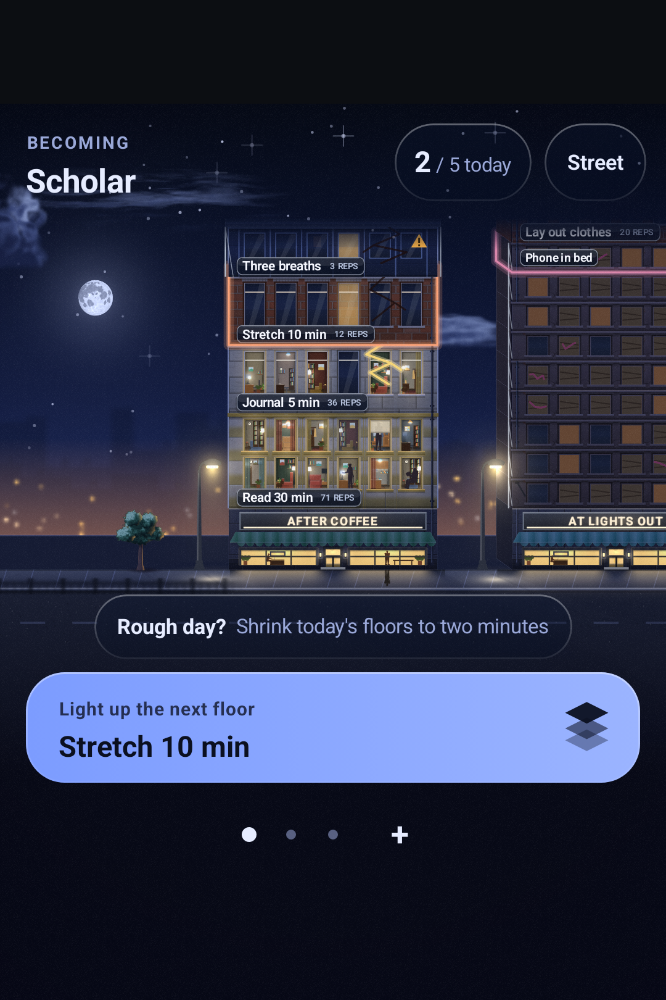 BECOMING
Scholar
2 / 5 today
Street
Three breaths 3 REPS
Stretch 10 min 12 REPS
Journal 5 min 36 REPS
Read 30 min 71 REPS
AFTER COFFEE
Lay out clothes 20 REPS
Phone in bed
AT LIGHTS OUT
Rough day? Shrink today's floors to two minutes
Light up the next floor
Stretch 10 min